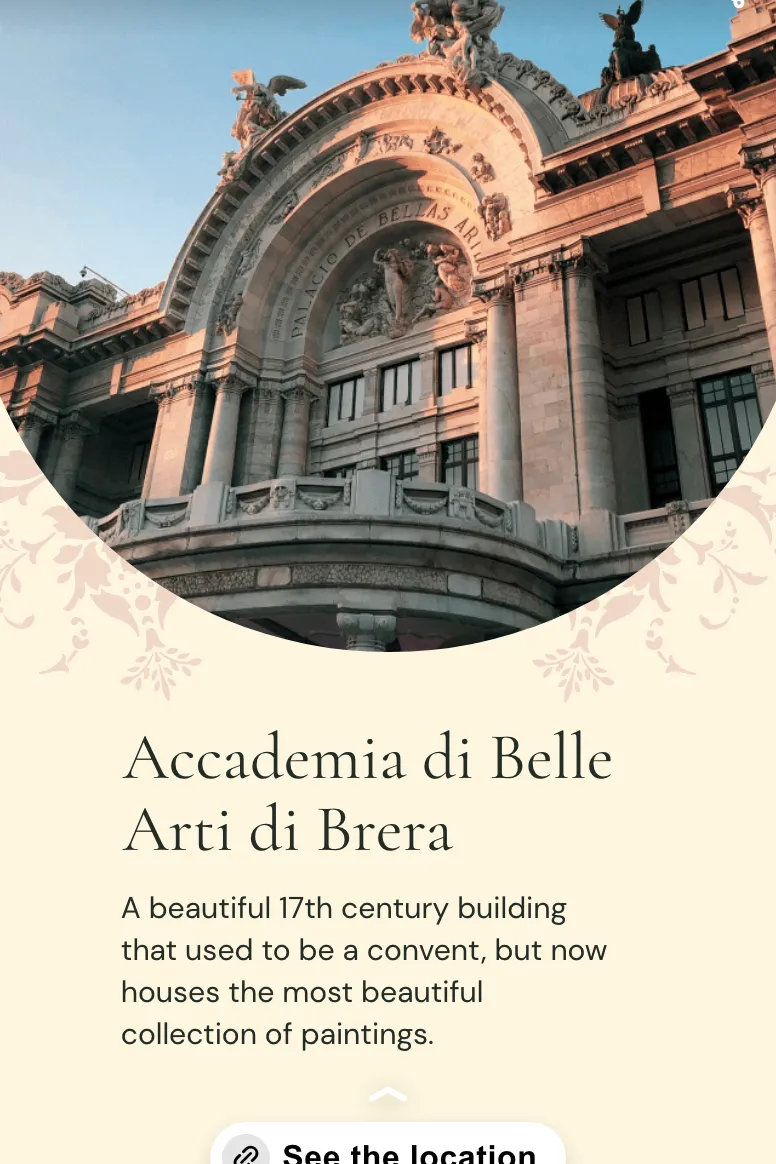 PALACIO DE BELLAS AR
Accademia di Belle
Arti di Brera
A beautiful 17th century building
that used to be a convent, but now
houses the most beautiful
collection of paintings.
See the location